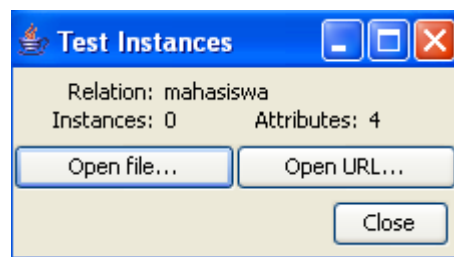 Test Instances
Relation: mahasiswa
Instances: 0 Attributes: 4
Open file... Open URL...
Close